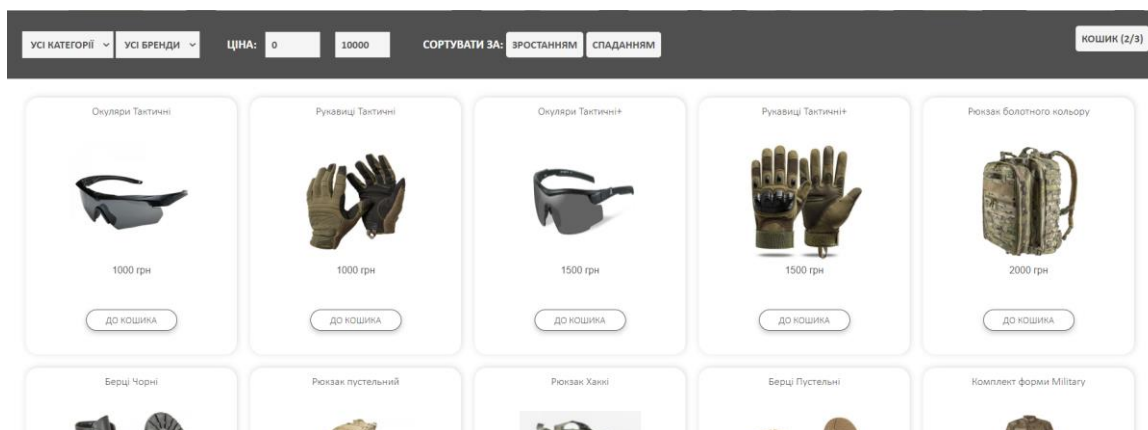 УСІ КАТЕГОРІЇ УСІ БРЕНДИ ЦІНА: 0 10000 СОРТУВАТИ ЗА: ЗРОСТАННЯМ СПАДАННЯМ КОШИК (2/3)
Окуляри Тактичні Рукавиці Тактичні Окуляри Тактичні+ Рукавиці Тактичні+ Рюкзак болотного кольору
1000 грн 1000 грн 1500 грн 1500 грн 2000 грн
ДО КОШИКА ДО КОШИКА ДО КОШИКА ДО КОШИКА ДО КОШИКА
Берці Чорні Рюкзак пустельний Рюкзак Хаккі Берці Пустельні Комплект форми Military